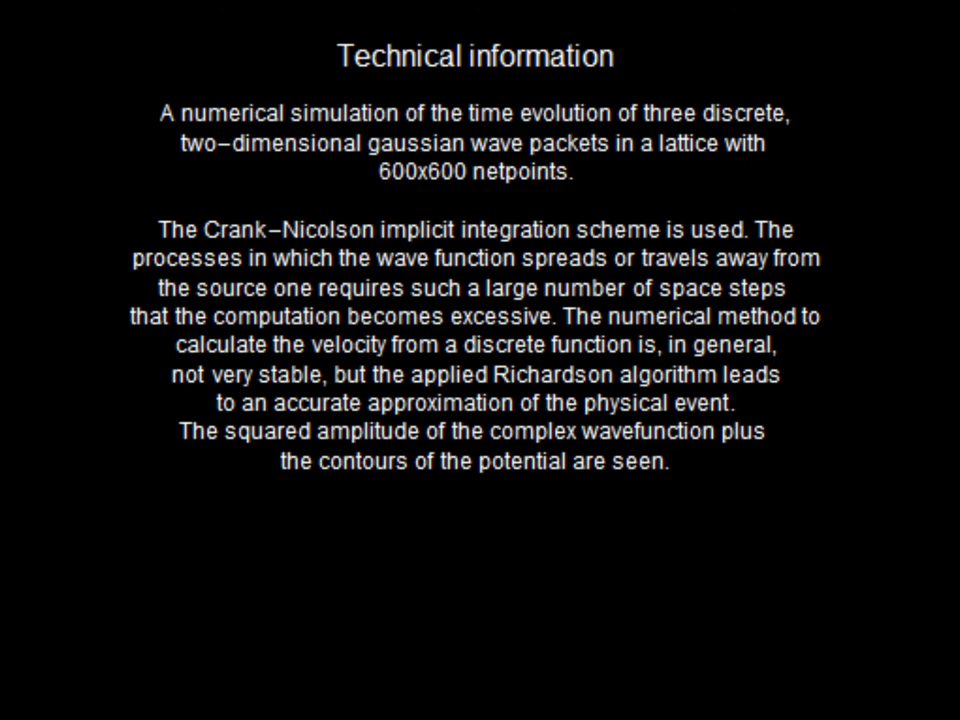 Technical information
A numerical simulation of the time evolution of three discrete,
two−dimensional gaussian wave packets in a lattice with
600x600 netpoints.
The Crank−Nicolson implicit integration scheme is used. The
processes in which the wave function spreads or travels away from
the source one requires such a large number of space steps
that the computation becomes excessive. The numerical method to
calculate the velocity from a discrete function is, in general,
not very stable, but the applied Richardson algorithm leads
to an accurate approximation of the physical event.
The squared amplitude of the complex wavefunction plus
the contours of the potential are seen.